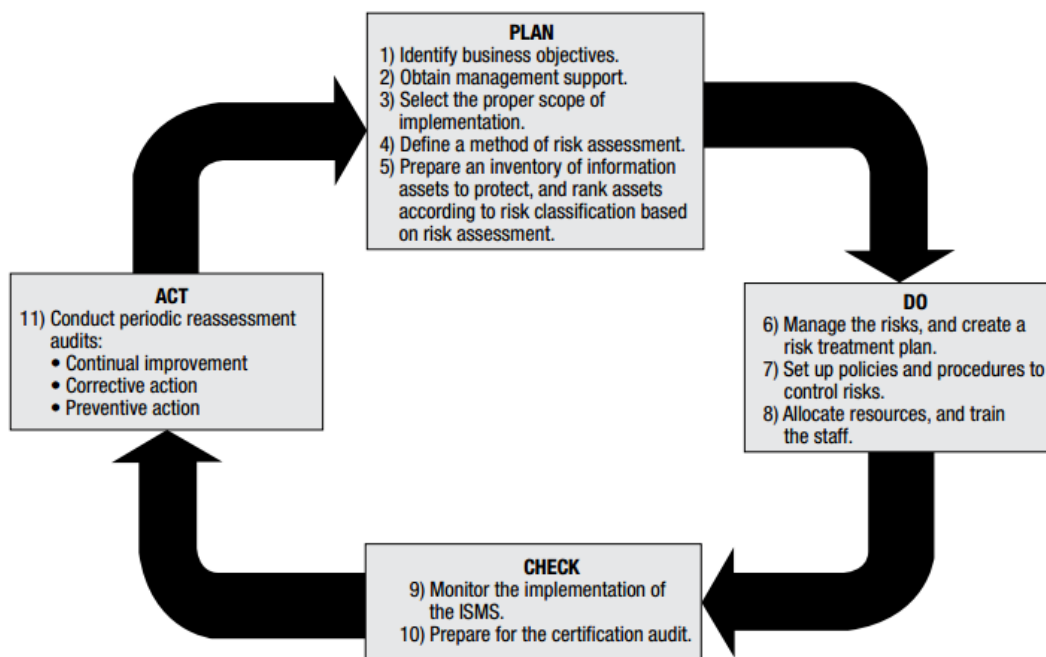 PLAN
1) Identify business objectives.
2) Obtain management support.
3) Select the proper scope of
implementation.
4) Define a method of risk assessment.
5) Prepare an inventory of information
assets to protect, and rank assets
according to risk classification based
on risk assessment.
DO
6) Manage the risks, and create a
risk treatment plan.
7) Set up policies and procedures to
control risks.
8) Allocate resources, and train
the staff.
CHECK
9) Monitor the implementation of
the ISMS.
10) Prepare for the certification audit.
ACT
11) Conduct periodic reassessment
audits:
• Continual improvement
• Corrective action
• Preventive action